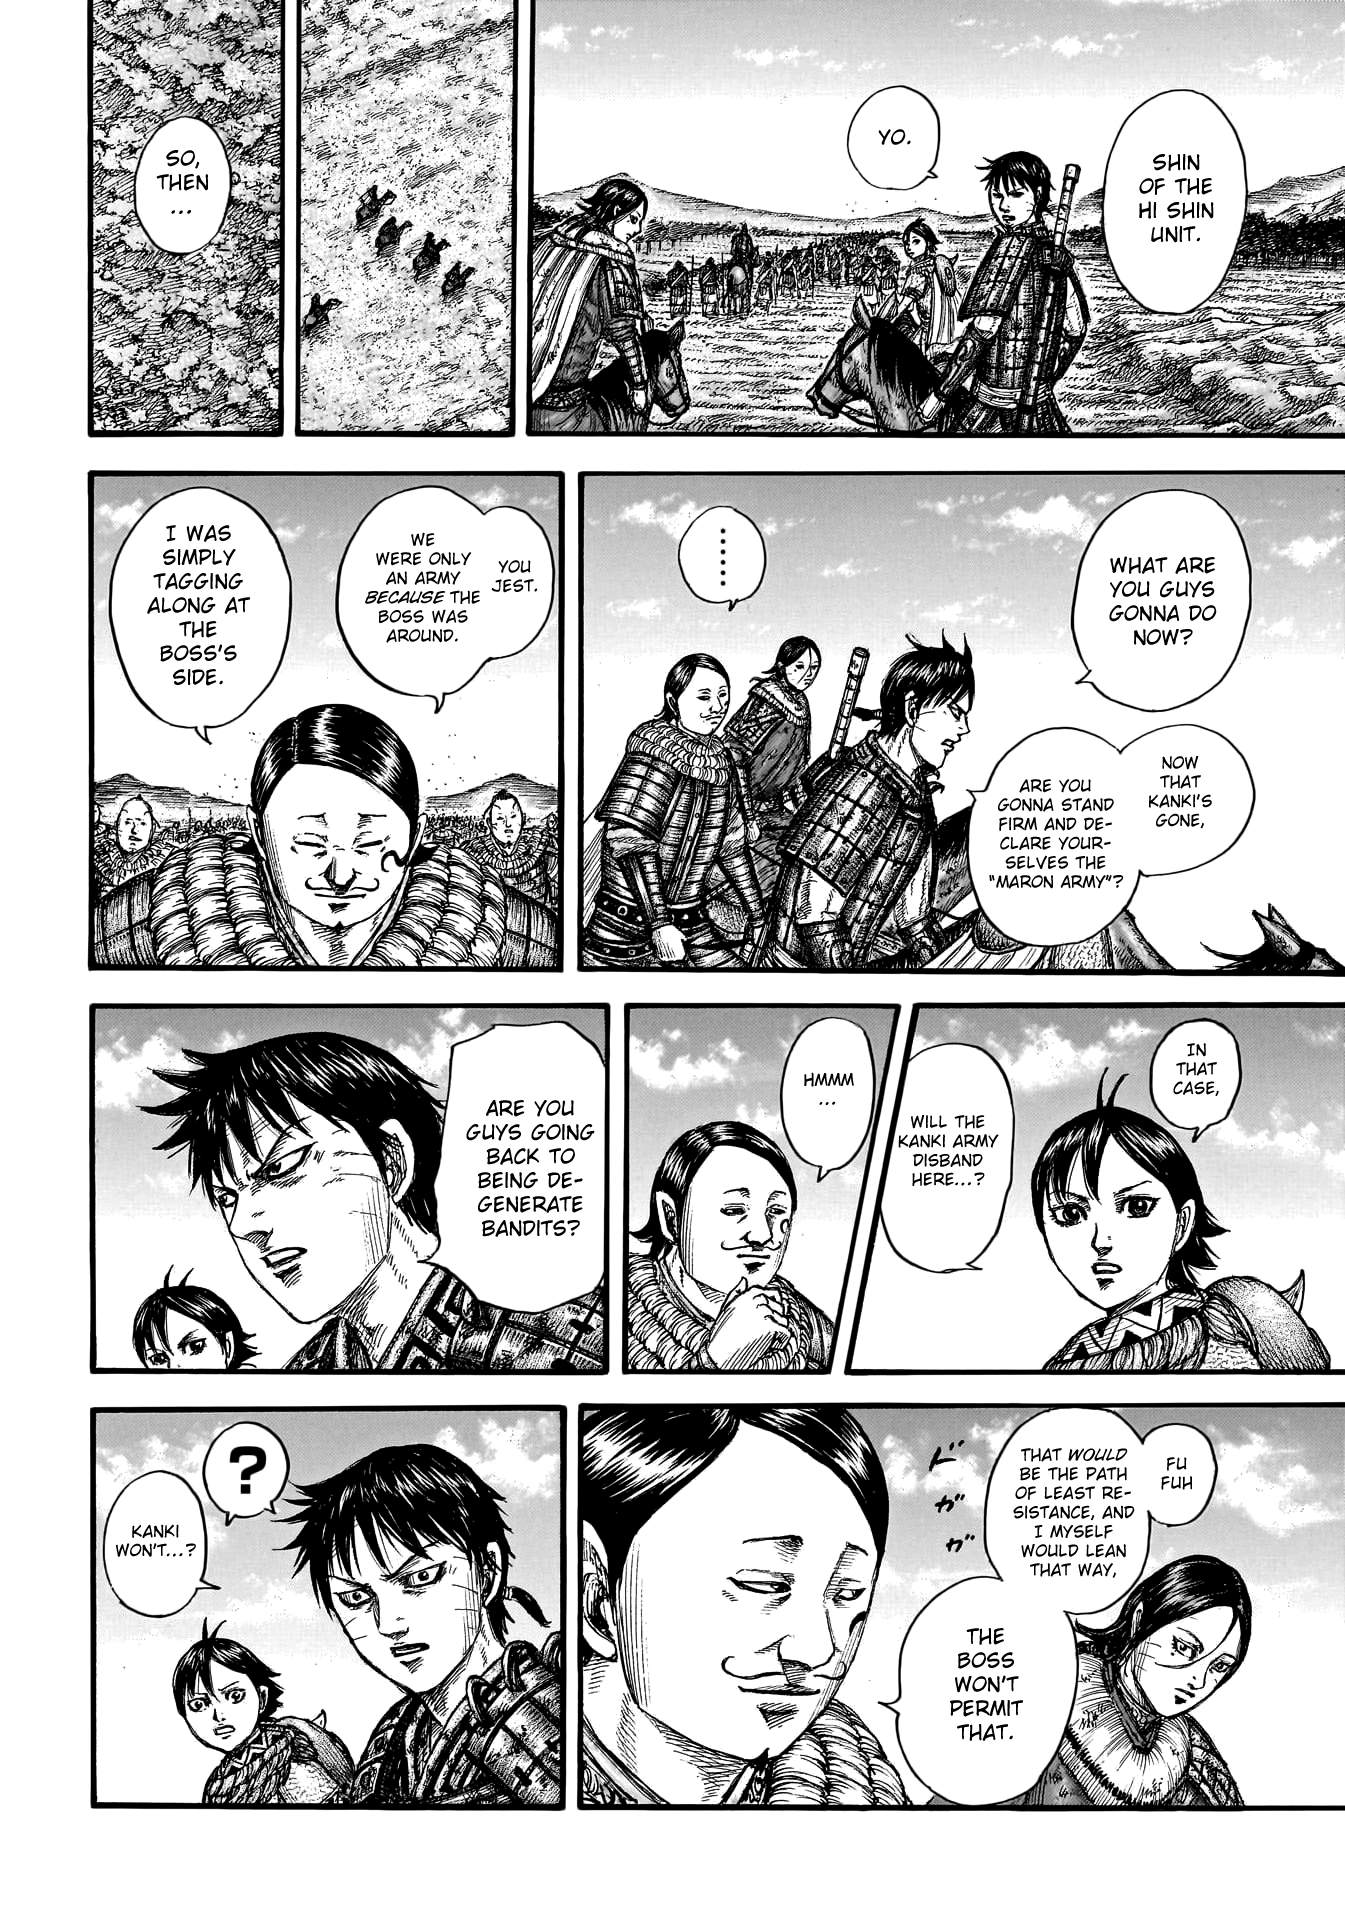 SHIN
OF THE
HI SHIN
UNIT.
YO.
SO,
THEN
...
WHAT ARE
YOU GUYS
GONNA DO
NOW?
NOW
THAT
KANKI'S
GONE,
ARE YOU
GONNA STAND
FIRM AND DE-
CLARE YOUR-
SELVES THE
"MARON ARMY"?
......
YOU
JEST.
WE
WERE ONLY
AN ARMY
BECAUSE THE
BOSS WAS
AROUND.
I WAS
SIMPLY
TAGGING
ALONG AT
THE
BOSS'S
SIDE.
IN
THAT
CASE,
WILL THE
KANKI ARMY
DISBAND
HERE...?
HMMM
...
ARE YOU
GUYS GOING
BACK TO
BEING DE-
GENERATE
BANDITS?
FU
FUH
THAT WOULD
BE THE PATH
OF LEAST RE-
SISTANCE, AND
I MYSELF
WOULD LEAN
THAT WAY,
THE
BOSS
WON'T
PERMIT
THAT.
ドガガ
?
KANKI
WON'T...?